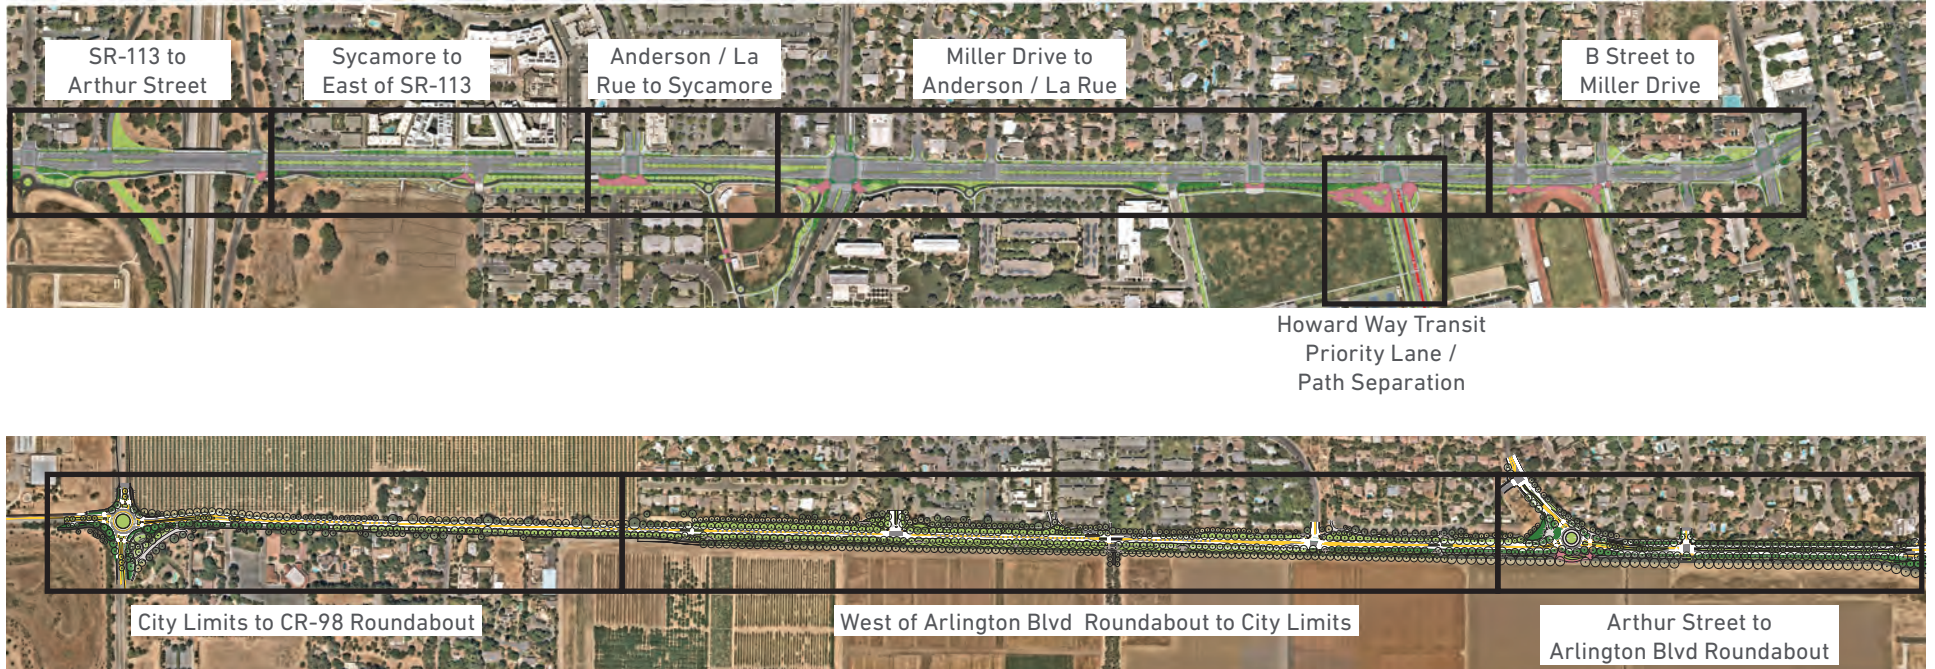 SR-113 to
Arthur Street
Sycamore to
East of SR-113
Anderson / La
Rue to Sycamore
Miller Drive to
Anderson / La Rue
B Street to
Miller Drive
Howard Way Transit
Priority Lane /
Path Separation
City Limits to CR-98 Roundabout
West of Arlington Blvd Roundabout to City Limits
Arthur Street to
Arlington Blvd Roundabout